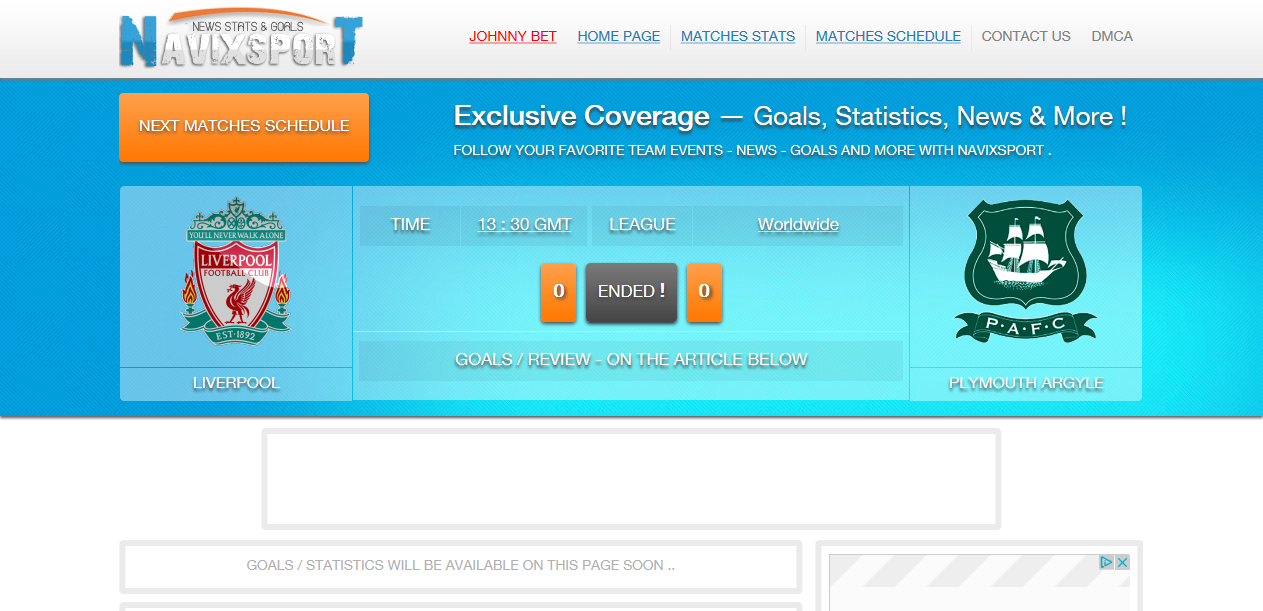 NEWS STATS & GOALS
NAVIXSPORT
JOHNNY BET HOME PAGE MATCHES STATS MATCHES SCHEDULE CONTACT US DMCA
NEXT MATCHES SCHEDULE
Exclusive Coverage — Goals, Statistics, News & More !
FOLLOW YOUR FAVORITE TEAM EVENTS - NEWS - GOALS AND MORE WITH NAVIXSPORT .
YOU'LL NEVER WALK ALONE
LIVERPOOL
FOOTBALL CLUB
EST·1892
LIVERPOOL
TIME 13 : 30 GMT LEAGUE Worldwide
0 ENDED ! 0
GOALS / REVIEW - ON THE ARTICLE BELOW
P·A·F·C
PLYMOUTH ARGYLE
GOALS / STATISTICS WILL BE AVAILABLE ON THIS PAGE SOON ..